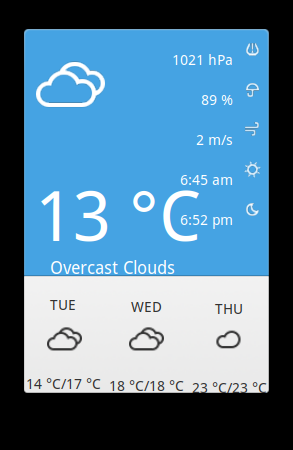 1021 hPa
89 %
2 m/s
6:45 am
13 °C
6:52 pm
Overcast Clouds
TUE WED THU
14 °C/17 °C 18 °C/18 °C 23 °C/23 °C